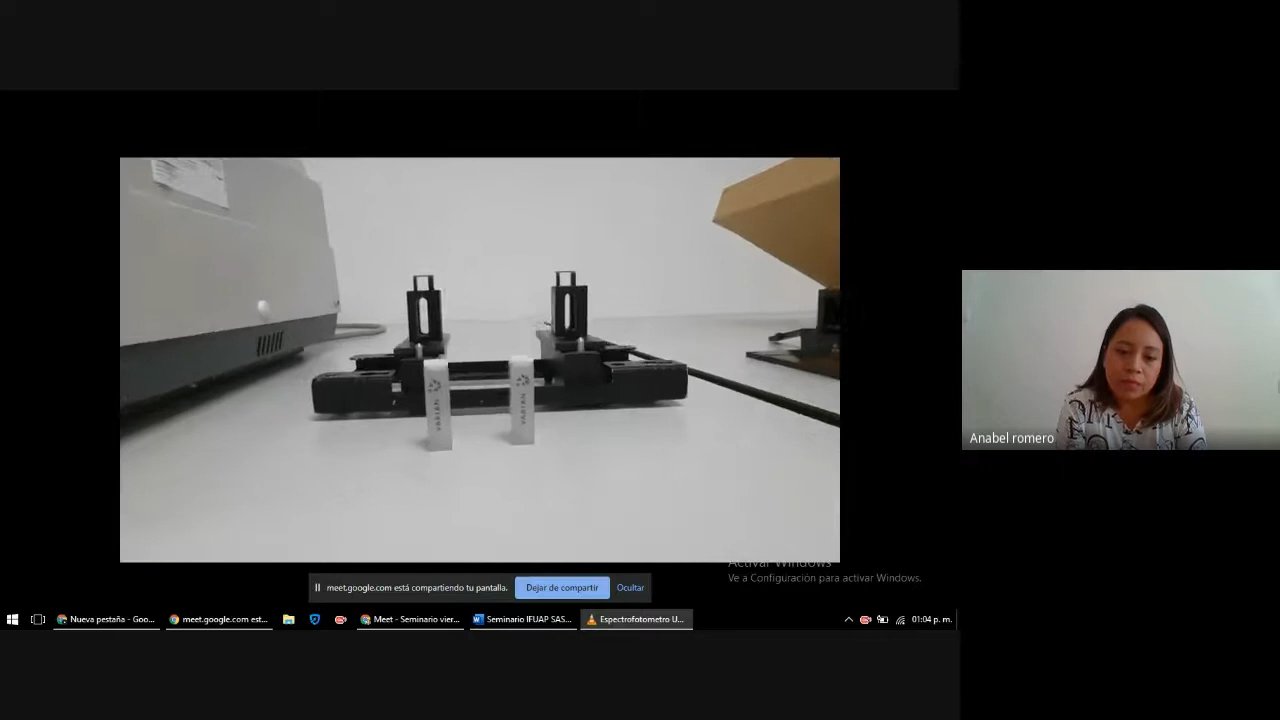 VARIAN
VARIAN
Anabel romero
Activar Windows
Ve a Configuración para activar Windows.
meet.google.com está compartiendo tu pantalla.
Dejar de compartir
Ocultar
Nueva pestaña - Goo...
meet.google.com est...
Meet - Seminario vier...
Seminario IFUAP SAS...
Espectrofotometro U...
01:04 p. m.